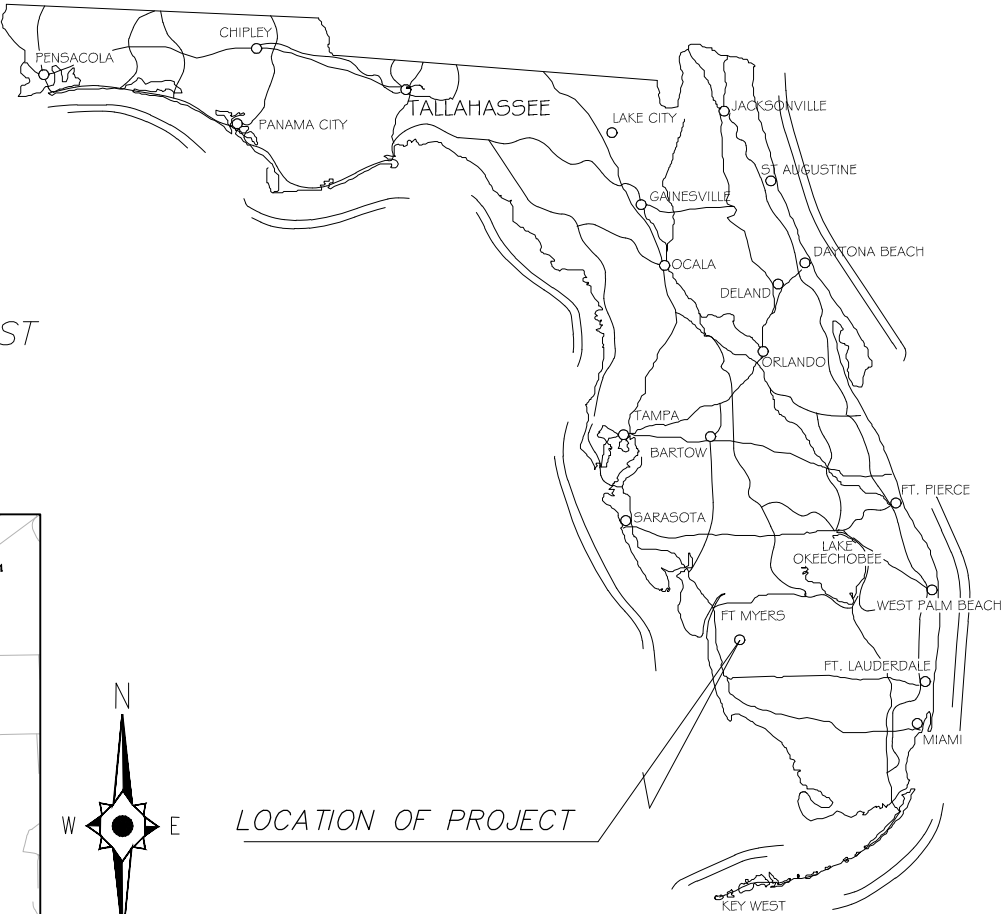 CHIPLEY
PENSACOLA
TALLAHASSEE
JACKSONVILLE
LAKE CITY
PANAMA CITY
ST AUGUSTINE
GAINESVILLE
DAYTONA BEACH
OCALA
DELAND
ST
ORLANDO
TAMPA
BARTOW
FT. PIERCE
SARASOTA
LAKE
OKEECHOBEE
WEST PALM BEACH
FT MYERS
FT. LAUDERDALE
N
MIAMI
LOCATION OF PROJECT
W
E
KEY WEST